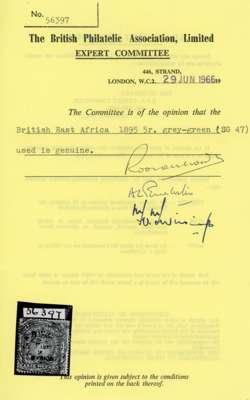 No. 56397
The British Philatelic Association, Limited
EXPERT COMMITTEE
446, STRAND,
LONDON, W.C.2. 29 JUN 1966 19
The Committee is of the opinion that the
British East Africa 1895 5r. grey-green (SG 47)
used is genuine.
56397
This opinion is given subject to the conditions
printed on the back thereof.